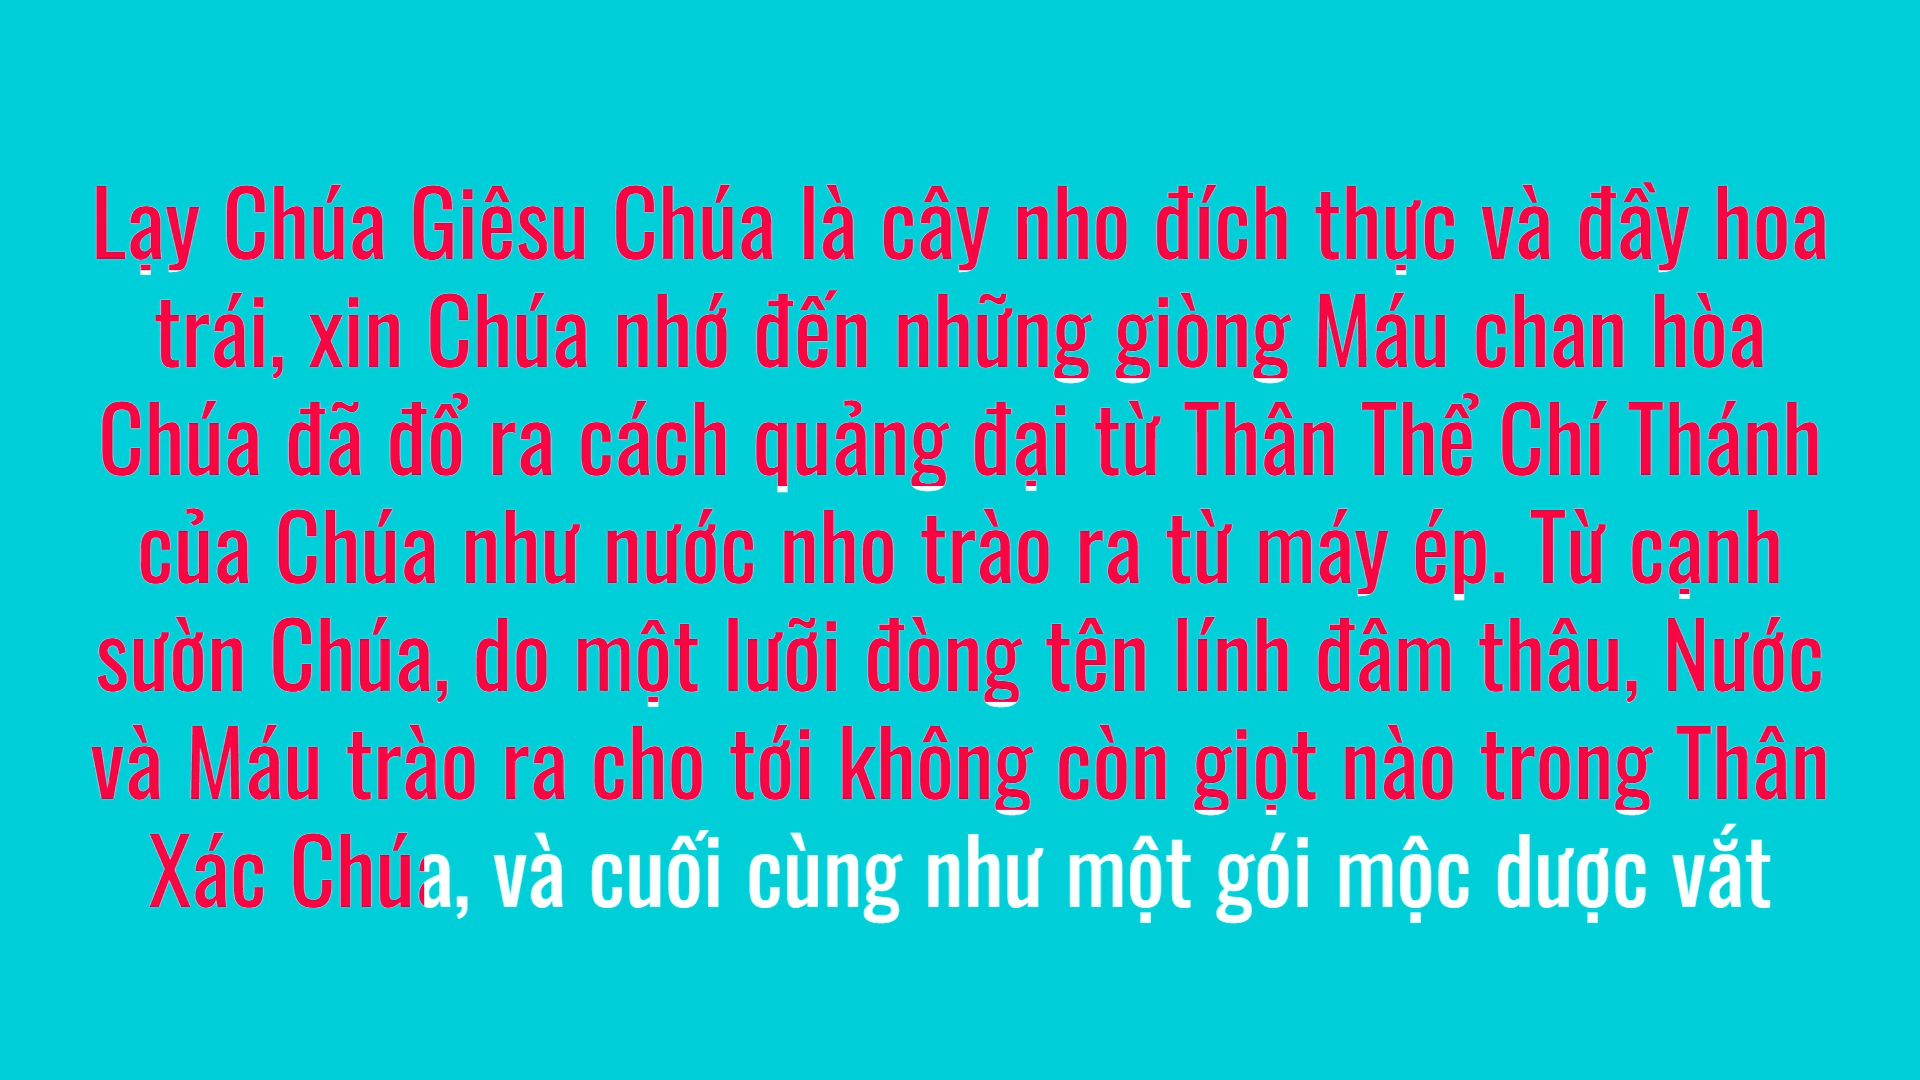 Lạy Chúa Giêsu Chúa là cây nho đích thực và đầy hoa
trái, xin Chúa nhớ đến những giòng Máu chan hòa
Chúa đã đổ ra cách quảng đại từ Thân Thể Chí Thánh
của Chúa như nước nho trào ra từ máy ép. Từ cạnh
sườn Chúa, do một lưỡi đòng tên lính đâm thâu, Nước
và Máu trào ra cho tới không còn giọt nào trong Thân
Xác Chúa, và cuối cùng như một gói mộc dược vắt